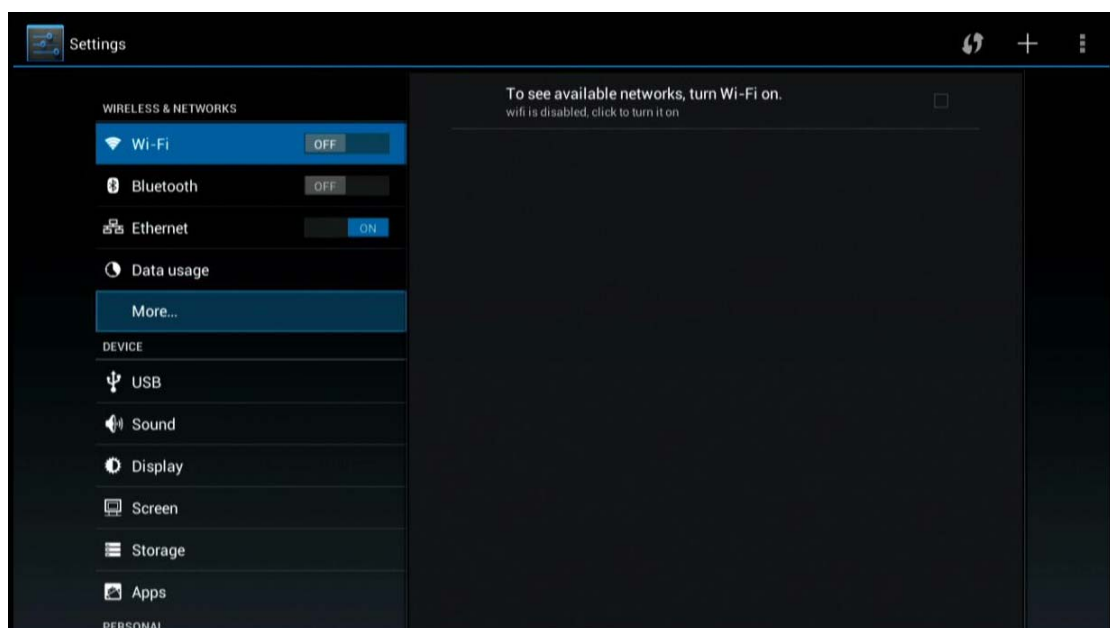 Settings
WIRELESS & NETWORKS
Wi-Fi OFF
Bluetooth OFF
Ethernet ON
Data usage
More...
DEVICE
USB
Sound
Display
Screen
Storage
Apps
PERSONAL
To see available networks, turn Wi-Fi on.
wifi is disabled, click to turn it on